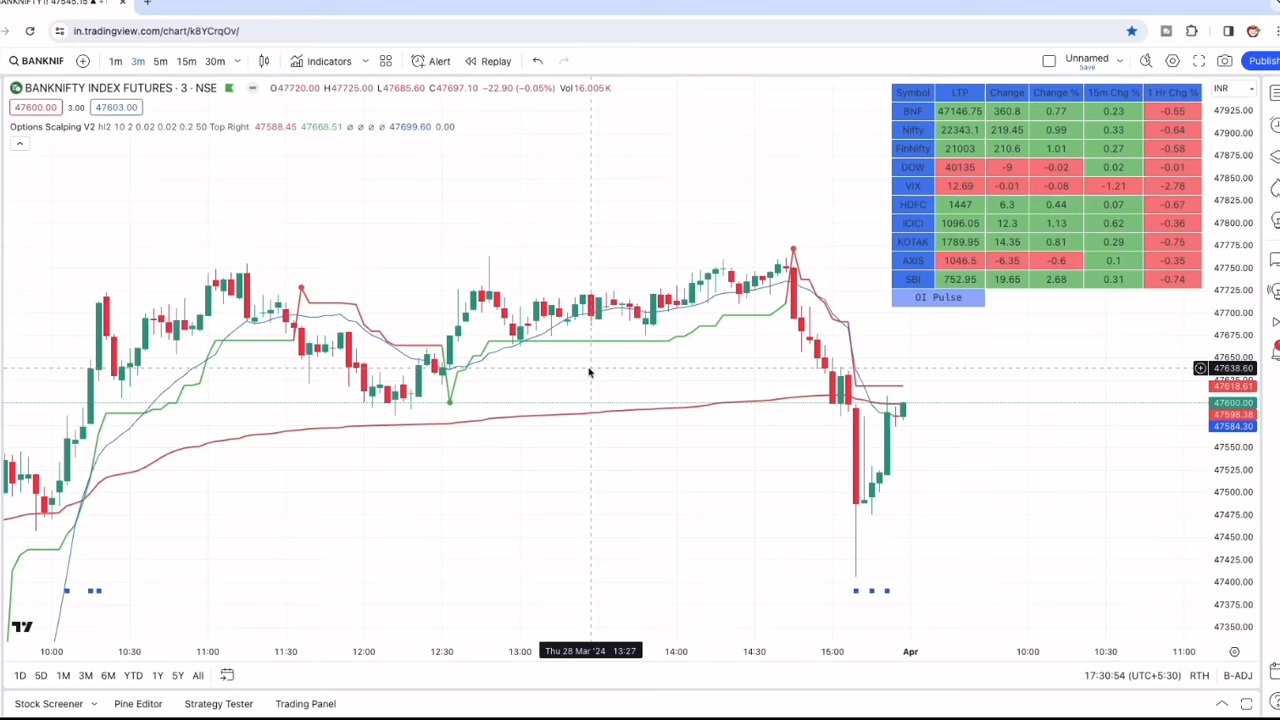 BANKNIFTY1! 47545.15 ▲ +1
in.tradingview.com/chart/k8YCrqOv/
BANKNIF 1m 3m 5m 15m 30m Indicators Alert Replay Unnamed Save Publish
BANKNIFTY INDEX FUTURES · 3 · NSE O47720.00 H47725.00 L47685.60 C47697.10 −22.90 (−0.05%) Vol16.005K
47600.00 3.00 47603.00
Options Scalping V2 hl2 10 2 0.02 0.02 0.2 50 Top Right 47588.45 47668.51 ∅ ∅ ∅ ∅ 47699.60 0.00
Symbol LTP Change Change % 15m Chg % 1 Hr Chg %
BNF 47146.75 360.8 0.77 0.23 -0.55
Nifty 22343.1 219.45 0.99 0.33 -0.64
FinNifty 21003 210.6 1.01 0.27 -0.58
DOW 40135 -9 -0.02 0.02 -0.01
VIX 12.69 -0.01 -0.08 -1.21 -2.78
HDFC 1447 6.3 0.44 0.07 -0.67
ICICI 1096.05 12.3 1.13 0.62 -0.36
KOTAK 1789.95 14.35 0.81 0.29 -0.75
AXIS 1046.5 -6.35 -0.6 0.1 -0.35
SBI 752.95 19.65 2.68 0.31 -0.74
OI Pulse
INR
47925.00
47900.00
47875.00
47850.00
47825.00
47800.00
47775.00
47750.00
47725.00
47700.00
47675.00
47650.00
47638.60
47618.61
47600.00
47598.38
47584.30
47550.00
47525.00
47500.00
47475.00
47450.00
47425.00
47400.00
47375.00
47350.00
10:00 10:30 11:00 11:30 12:00 12:30 13:00 Thu 28 Mar '24 13:27 14:00 14:30 15:00 Apr 10:00 10:30 11:00
1D 5D 1M 3M 6M YTD 1Y 5Y All 17:30:54 (UTC+5:30) RTH B-ADJ
Stock Screener Pine Editor Strategy Tester Trading Panel